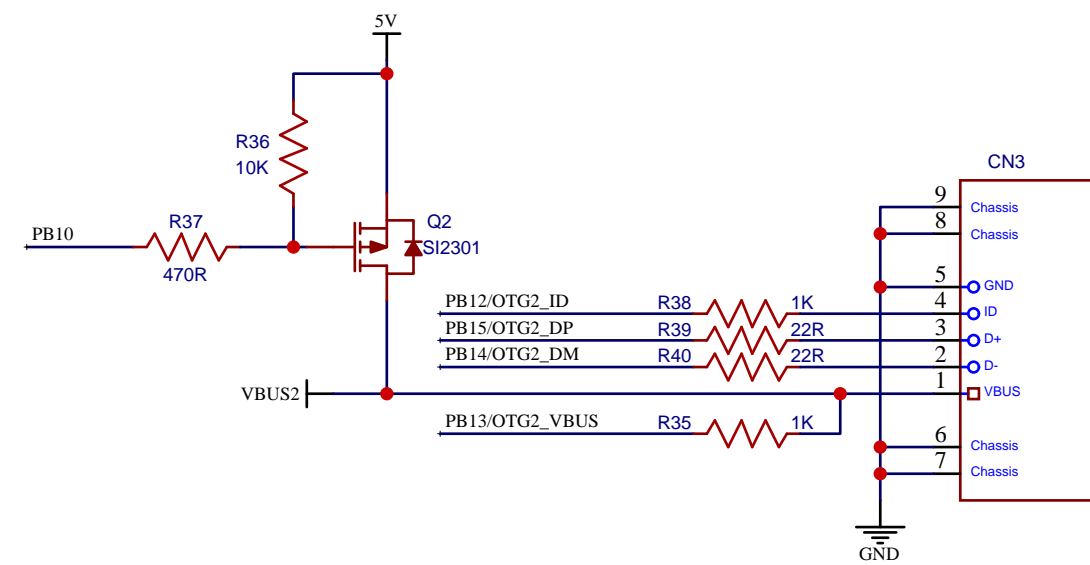 5V
R36
10K
PB10
R37
470R
Q2
SI2301
CN3
9 Chassis
8 Chassis
5 GND
PB12/OTG2_ID R38 1K 4 ID
PB15/OTG2_DP R39 22R 3 D+
PB14/OTG2_DM R40 22R 2 D-
VBUS2 1 VBUS
PB13/OTG2_VBUS R35 1K
6 Chassis
7 Chassis
GND